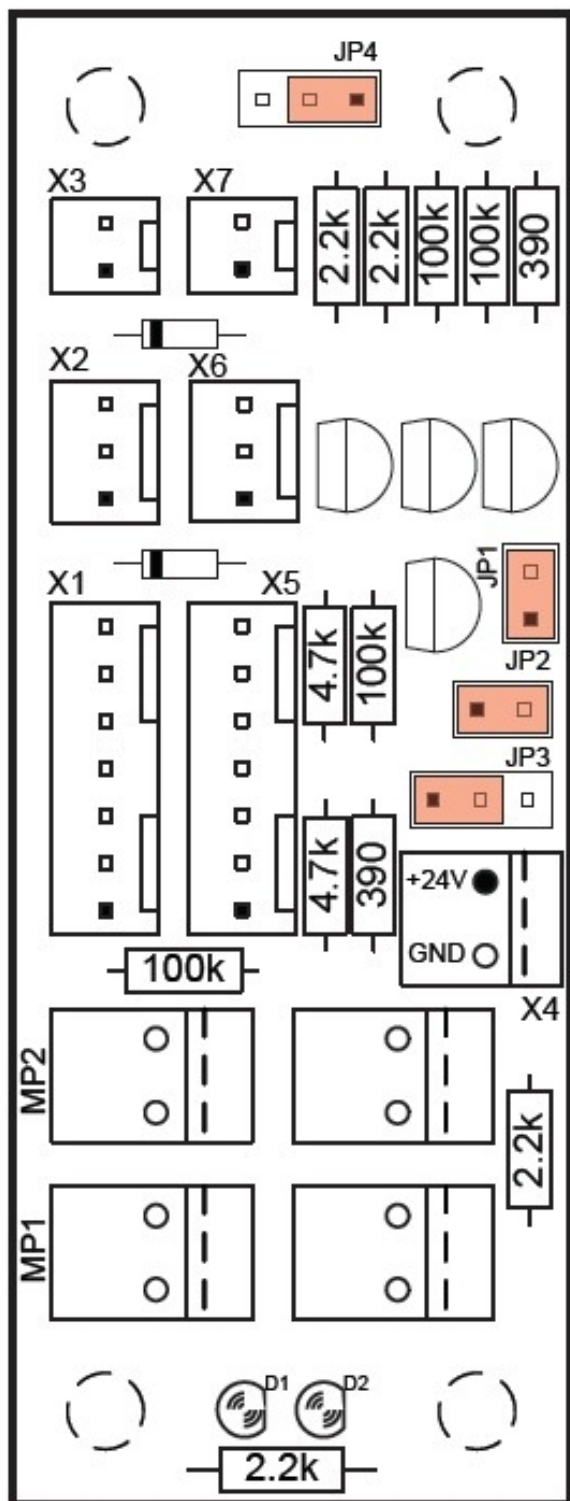 JP4
X3
X7
2.2k
2.2k
100k
100k
390
X2
X6
X1
X5
4.7k
100k
JP1
JP2
JP3
4.7k
390
+24V
GND
X4
100k
MP2
2.2k
MP1
D1
D2
2.2k